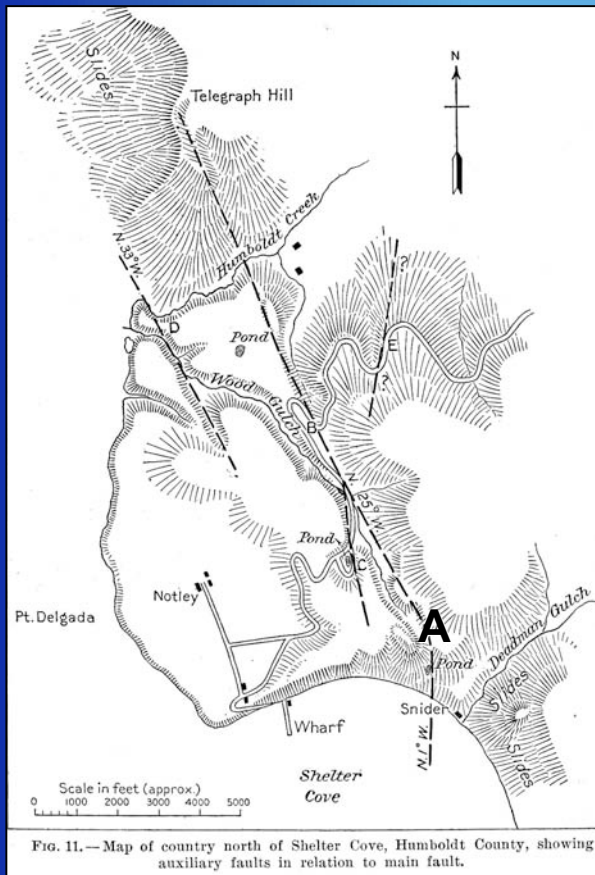 Slides
Telegraph Hill
N
N. 33° W.
Humboldt Creek
D
Pond
?
E
?
Wood Gulch
B
N. 25° W.
Pond
C
Notley
Pt. Delgada
A
Pond
Deadman Gulch
Snider
Slides
Slides
N. 1° W.
Wharf
Shelter
Cove
Scale in feet (approx.)
0 1000 2000 3000 4000 5000
FIG. 11.—Map of country north of Shelter Cove, Humboldt County, showing
auxiliary faults in relation to main fault.